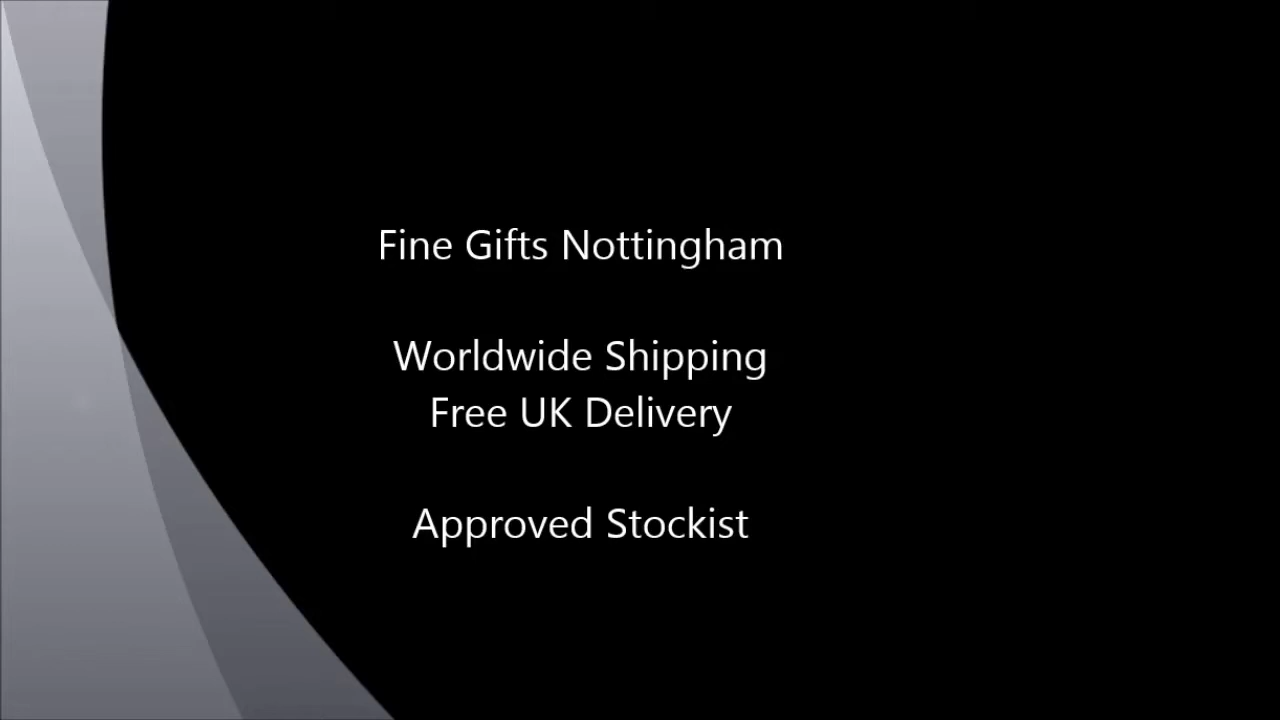 Fine Gifts Nottingham
Worldwide Shipping
Free UK Delivery
Approved Stockist